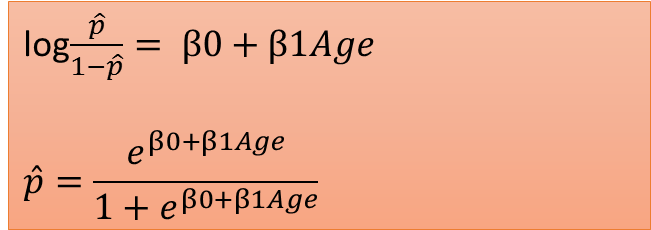 log p̂/(1−p̂) = β0 + β1Age
p̂ = e^(β0+β1Age)/(1 + e^(β0+β1Age))